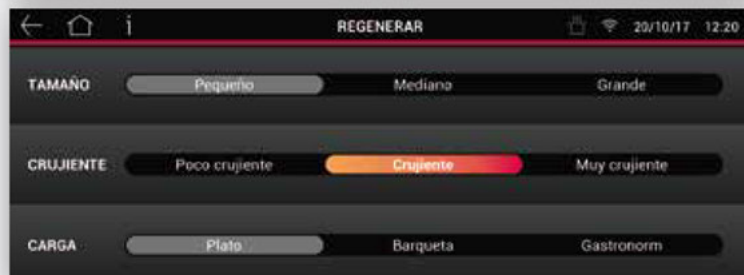 i REGENERAR 20/10/17 12:20
TAMAÑO Pequeño Mediano Grande
CRUJIENTE Poco crujiente Crujiente Muy crujiente
CARGA Plato Barqueta Gastronorm